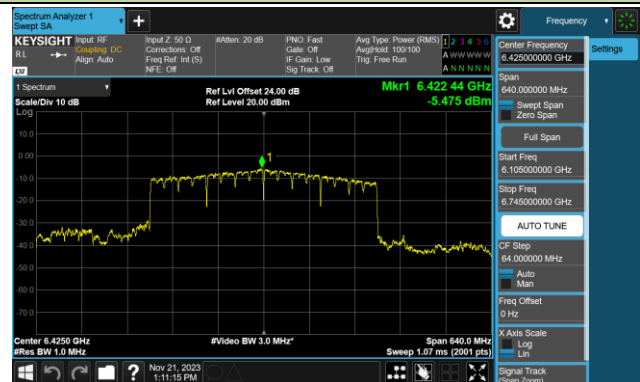 Spectrum Analyzer 1
Swept SA
Frequency
KEYSIGHT
RL
LXI
Input: RF
Coupling: DC
Align: Auto
Input Z: 50 Ω
Corrections: Off
Freq Ref: Int (S)
NFE: Off
#Atten: 20 dB
PNO: Fast
Gate: Off
IF Gain: Low
Sig Track: Off
Avg Type: Power (RMS)
Avg|Hold: 100/100
Trig: Free Run
1 2 3 4 5 6
A W W W W W
A N N N N N
1 Spectrum
Scale/Div 10 dB
Log
Ref Lvl Offset 24.00 dB
Ref Level 20.00 dBm
Mkr1 6.422 44 GHz
-5.475 dBm
10.0
0.00
-10.0
-20.0
-30.0
-40.0
-50.0
-60.0
-70.0
1
Center 6.4250 GHz
#Res BW 1.0 MHz
#Video BW 3.0 MHz*
Span 640.0 MHz
Sweep 1.07 ms (2001 pts)
Nov 21, 2023
1:11:15 PM
Center Frequency
6.425000000 GHz
Settings
Span
640.000000 MHz
Swept Span
Zero Span
Full Span
Start Freq
6.105000000 GHz
Stop Freq
6.745000000 GHz
AUTO TUNE
CF Step
64.000000 MHz
Auto
Man
Freq Offset
0 Hz
X Axis Scale
Log
Lin
Signal Track
(Span Zoom)